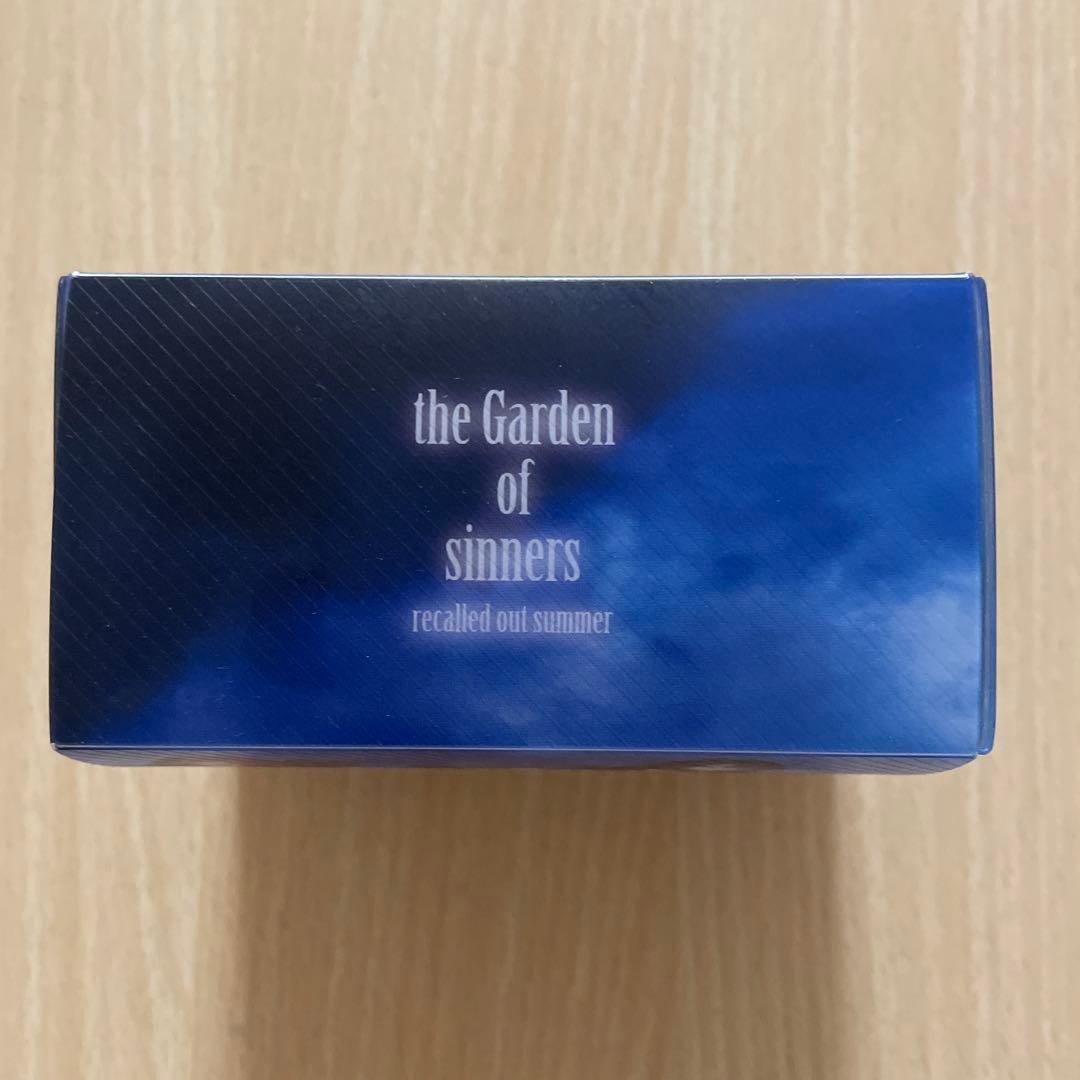 the Garden
of
sinners
recalled out summer